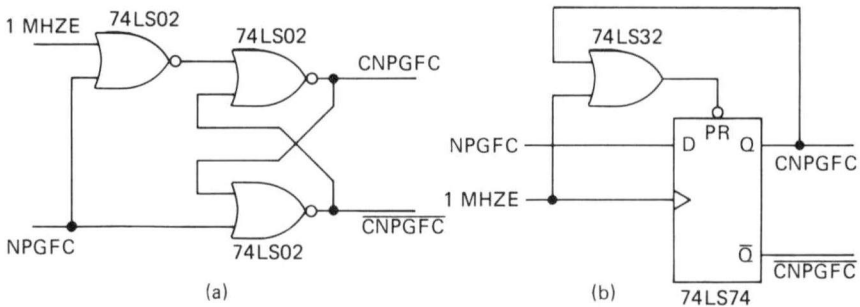 1 MHZE
74LS02
74LS02
CNPGFC
NPGFC
74LS02
CNPGFC
(a)
74LS32
NPGFC
D
PR
Q
CNPGFC
1 MHZE
Q
CNPGFC
(b)
74LS74